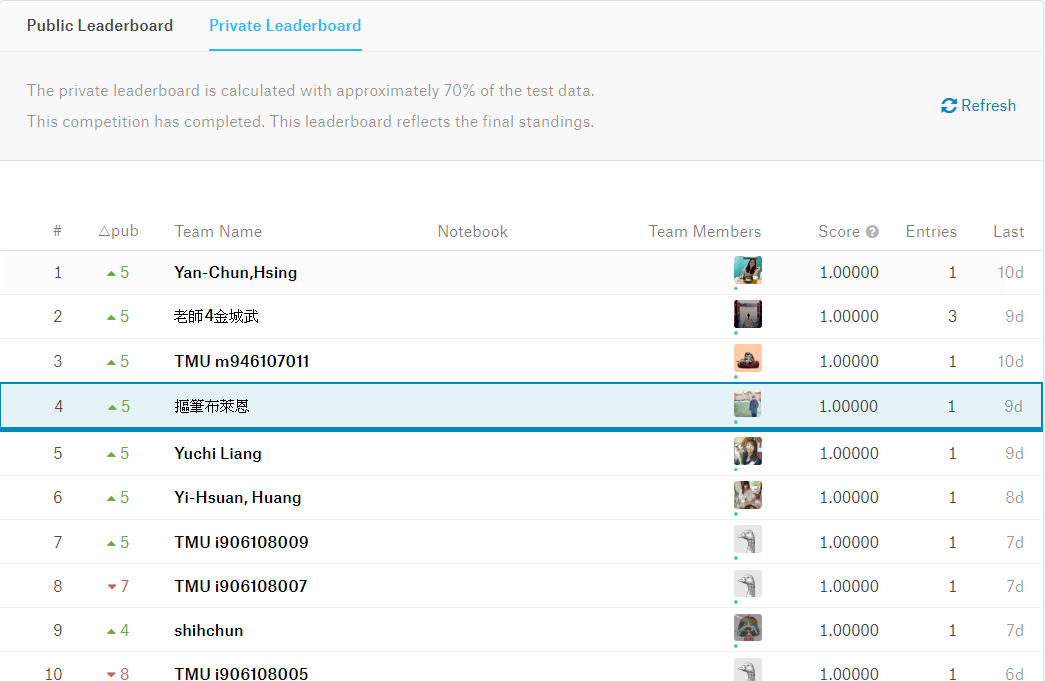 Public Leaderboard Private Leaderboard
The private leaderboard is calculated with approximately 70% of the test data.
This competition has completed. This leaderboard reflects the final standings.
Refresh
# △pub Team Name Notebook Team Members Score ? Entries Last
1 ▲5 Yan-Chun,Hsing 1.00000 1 10d
2 ▲5 老師4金城武 1.00000 3 9d
3 ▲5 TMU m946107011 1.00000 1 10d
4 ▲5 摳筆布萊恩 1.00000 1 9d
5 ▲5 Yuchi Liang 1.00000 1 9d
6 ▲5 Yi-Hsuan, Huang 1.00000 1 8d
7 ▲5 TMU i906108009 1.00000 1 7d
8 ▼7 TMU i906108007 1.00000 1 7d
9 ▲4 shihchun 1.00000 1 7d
10 ▼8 TMU i906108005 1.00000 1 6d